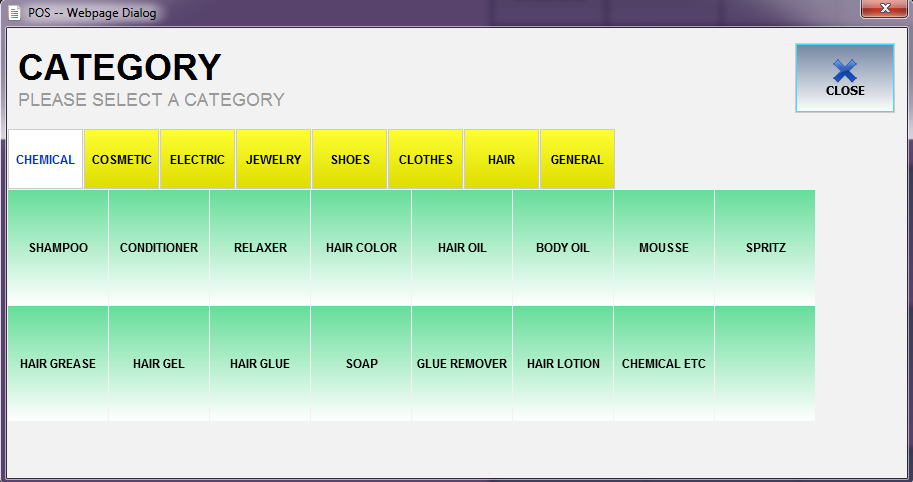 POS -- Webpage Dialog
CATEGORY
PLEASE SELECT A CATEGORY
CLOSE
CHEMICAL COSMETIC ELECTRIC JEWELRY SHOES CLOTHES HAIR GENERAL
SHAMPOO CONDITIONER RELAXER HAIR COLOR HAIR OIL BODY OIL MOUSSE SPRITZ
HAIR GREASE HAIR GEL HAIR GLUE SOAP GLUE REMOVER HAIR LOTION CHEMICAL ETC